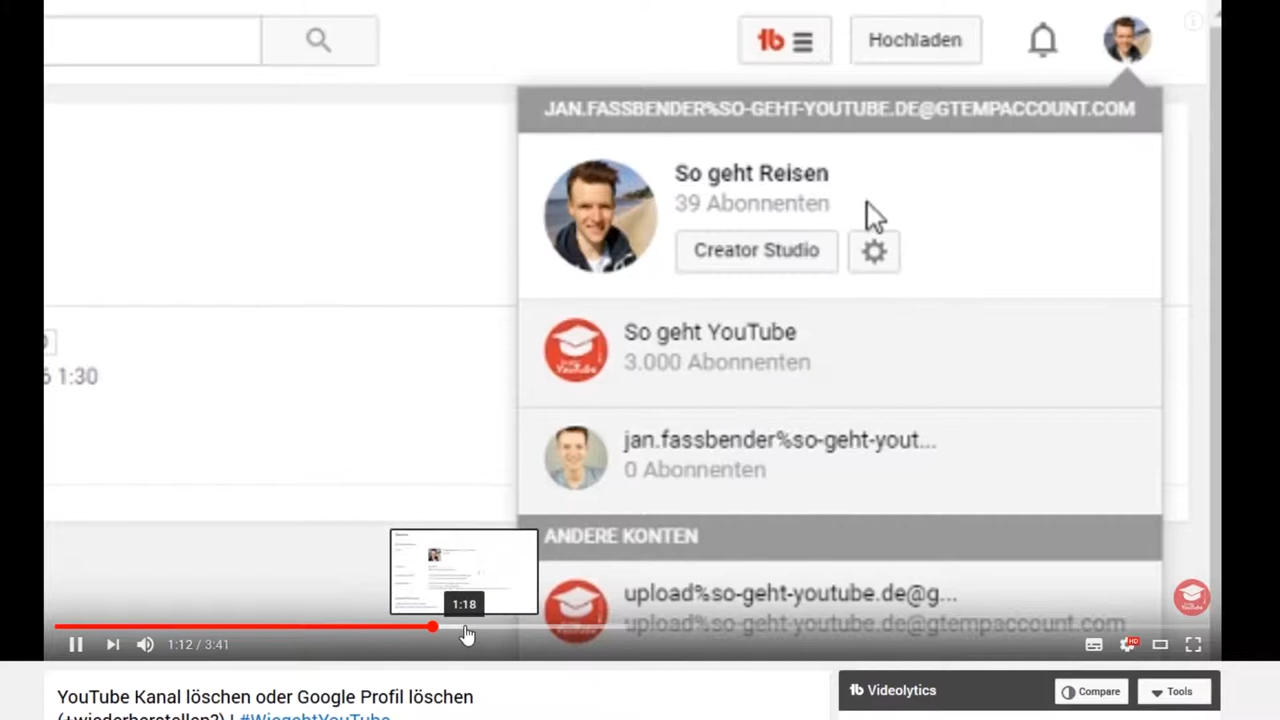 Hochladen
JAN.FASSBENDER%SO-GEHT-YOUTUBE.DE@GTEMPACCOUNT.COM
So geht Reisen
39 Abonnenten
Creator Studio
So geht YouTube
3.000 Abonnenten
1:30
jan.fassbender%so-geht-yout...
0 Abonnenten
ANDERE KONTEN
upload%so-geht-youtube.de@g...
upload%so-geht-youtube.de@gtempaccount.com
1:18
1:12 / 3:41
HD
YouTube Kanal löschen oder Google Profil löschen
(+wiederherstellen?) | #WiegehtYouTube
tb Videolytics
Compare
Tools